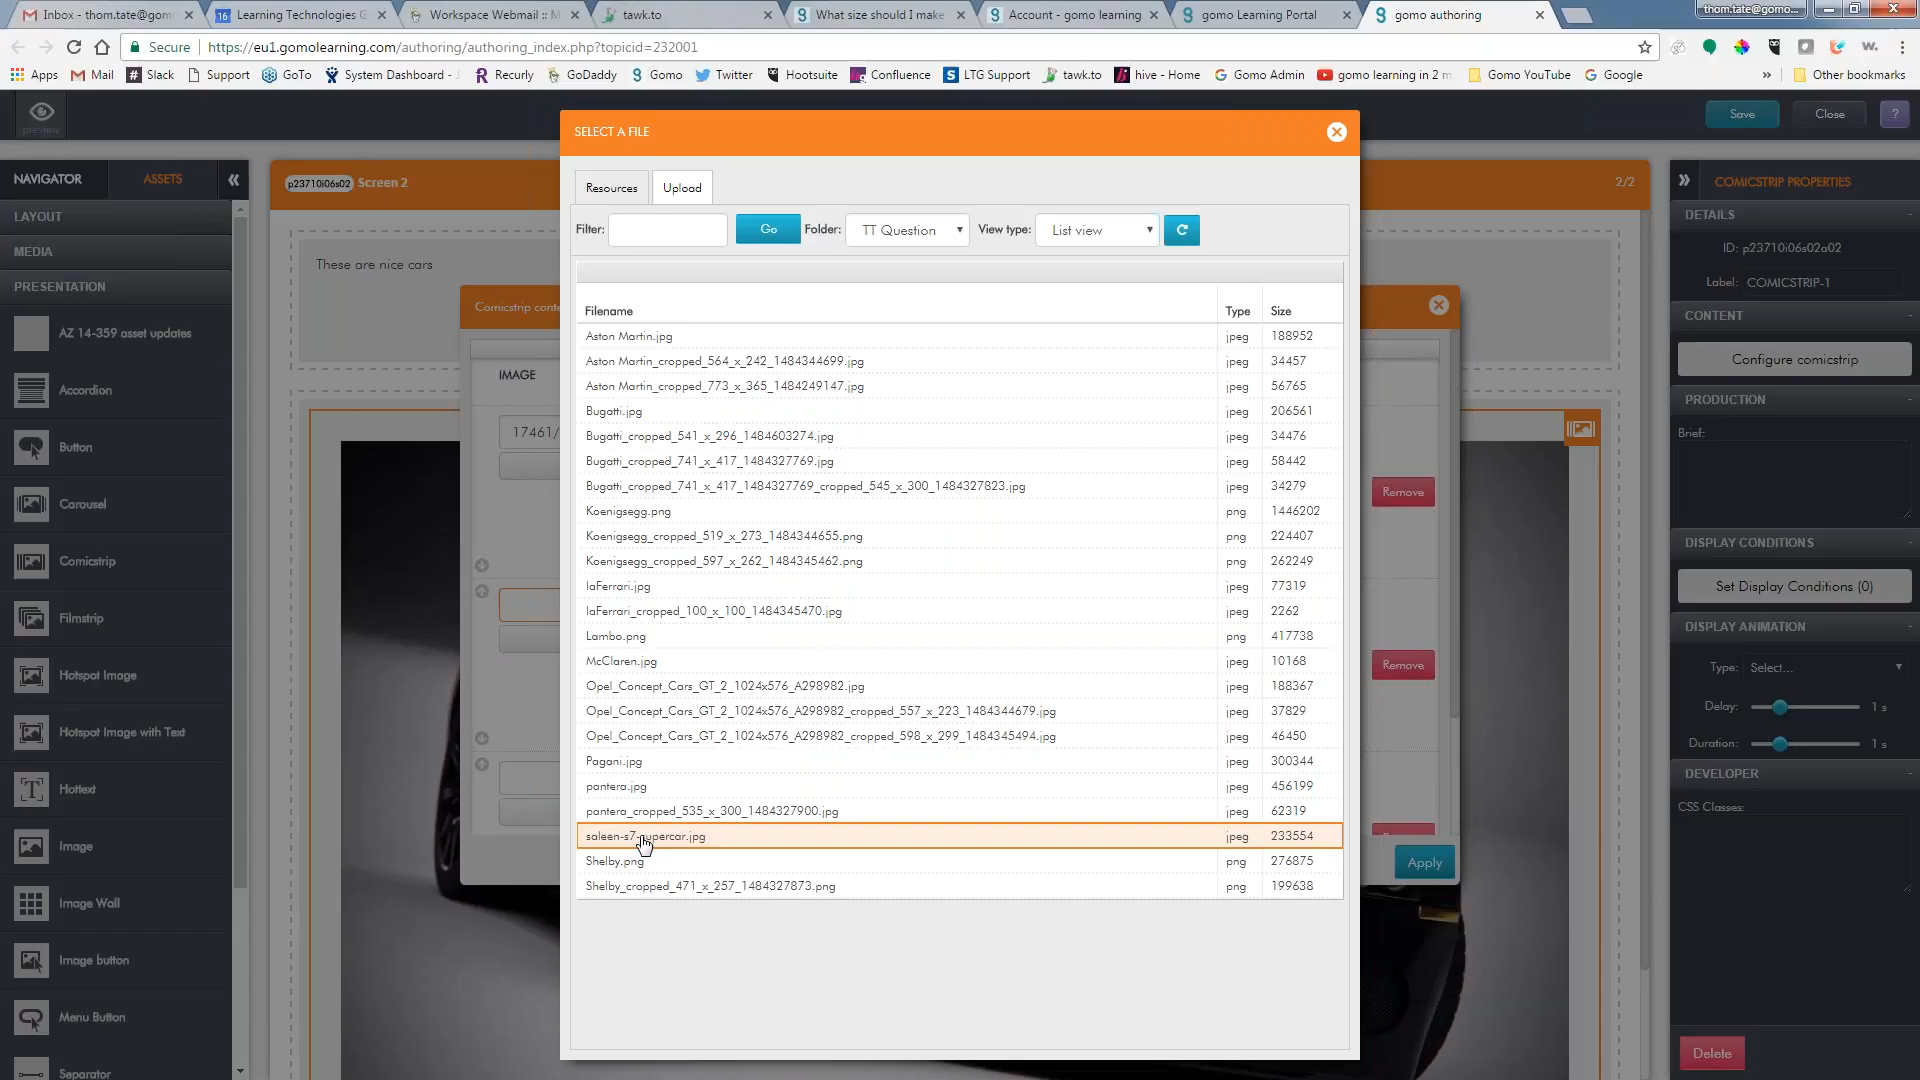 Inbox - thom.tate@gom
Learning Technologies G
Workspace Webmail :: M
tawk.to
What size should I make
Account - gomo learning
gomo Learning Portal
gomo authoring
thom.tate@gomo...
Secure https://eu1.gomolearning.com/authoring/authoring_index.php?topicid=232001
Apps Mail Slack Support GoTo System Dashboard - Recurly GoDaddy Gomo Twitter Hootsuite Confluence LTG Support tawk.to hive - Home Gomo Admin gomo learning in 2 m Gomo YouTube Google » Other bookmarks
preview
Save
Close
?
NAVIGATOR
ASSETS
LAYOUT
MEDIA
PRESENTATION
AZ 14-359 asset updates
Accordion
Button
Carousel
Comicstrip
Filmstrip
Hotspot Image
Hotspot Image with Text
Hottext
Image
Image Wall
Image button
Menu Button
Separator
p23710i06s02 Screen 2
2/2
These are nice cars
Comicstrip conte
IMAGE
17461/
Remove
Remove
Apply
SELECT A FILE
Resources
Upload
Filter:
Go
Folder: TT Question
View type: List view
Filename Type Size
Aston Martin.jpg jpeg 188952
Aston Martin_cropped_564_x_242_1484344699.jpg jpeg 34457
Aston Martin_cropped_773_x_365_1484249147.jpg jpeg 56765
Bugatti.jpg jpeg 206561
Bugatti_cropped_541_x_296_1484603274.jpg jpeg 34476
Bugatti_cropped_741_x_417_1484327769.jpg jpeg 58442
Bugatti_cropped_741_x_417_1484327769_cropped_545_x_300_1484327823.jpg jpeg 34279
Koenigsegg.png png 1446202
Koenigsegg_cropped_519_x_273_1484344655.png png 224407
Koenigsegg_cropped_597_x_262_1484345462.png png 262249
laFerrari.jpg jpeg 77319
laFerrari_cropped_100_x_100_1484345470.jpg jpeg 2262
Lambo.png png 417738
McClaren.jpg jpeg 10168
Opel_Concept_Cars_GT_2_1024x576_A298982.jpg jpeg 188367
Opel_Concept_Cars_GT_2_1024x576_A298982_cropped_557_x_223_1484344679.jpg jpeg 37829
Opel_Concept_Cars_GT_2_1024x576_A298982_cropped_598_x_299_1484345494.jpg jpeg 46450
Pagani.jpg jpeg 300344
pantera.jpg jpeg 456199
pantera_cropped_535_x_300_1484327900.jpg jpeg 62319
saleen-s7-supercar.jpg jpeg 233554
Shelby.png png 276875
Shelby_cropped_471_x_257_1484327873.png png 199638
COMICSTRIP PROPERTIES
DETAILS
ID: p23710i06s02a02
Label: COMICSTRIP-1
CONTENT
Configure comicstrip
PRODUCTION
Brief:
DISPLAY CONDITIONS
Set Display Conditions (0)
DISPLAY ANIMATION
Type: Select...
Delay: 1 s
Duration: 1 s
DEVELOPER
CSS Classes:
Delete